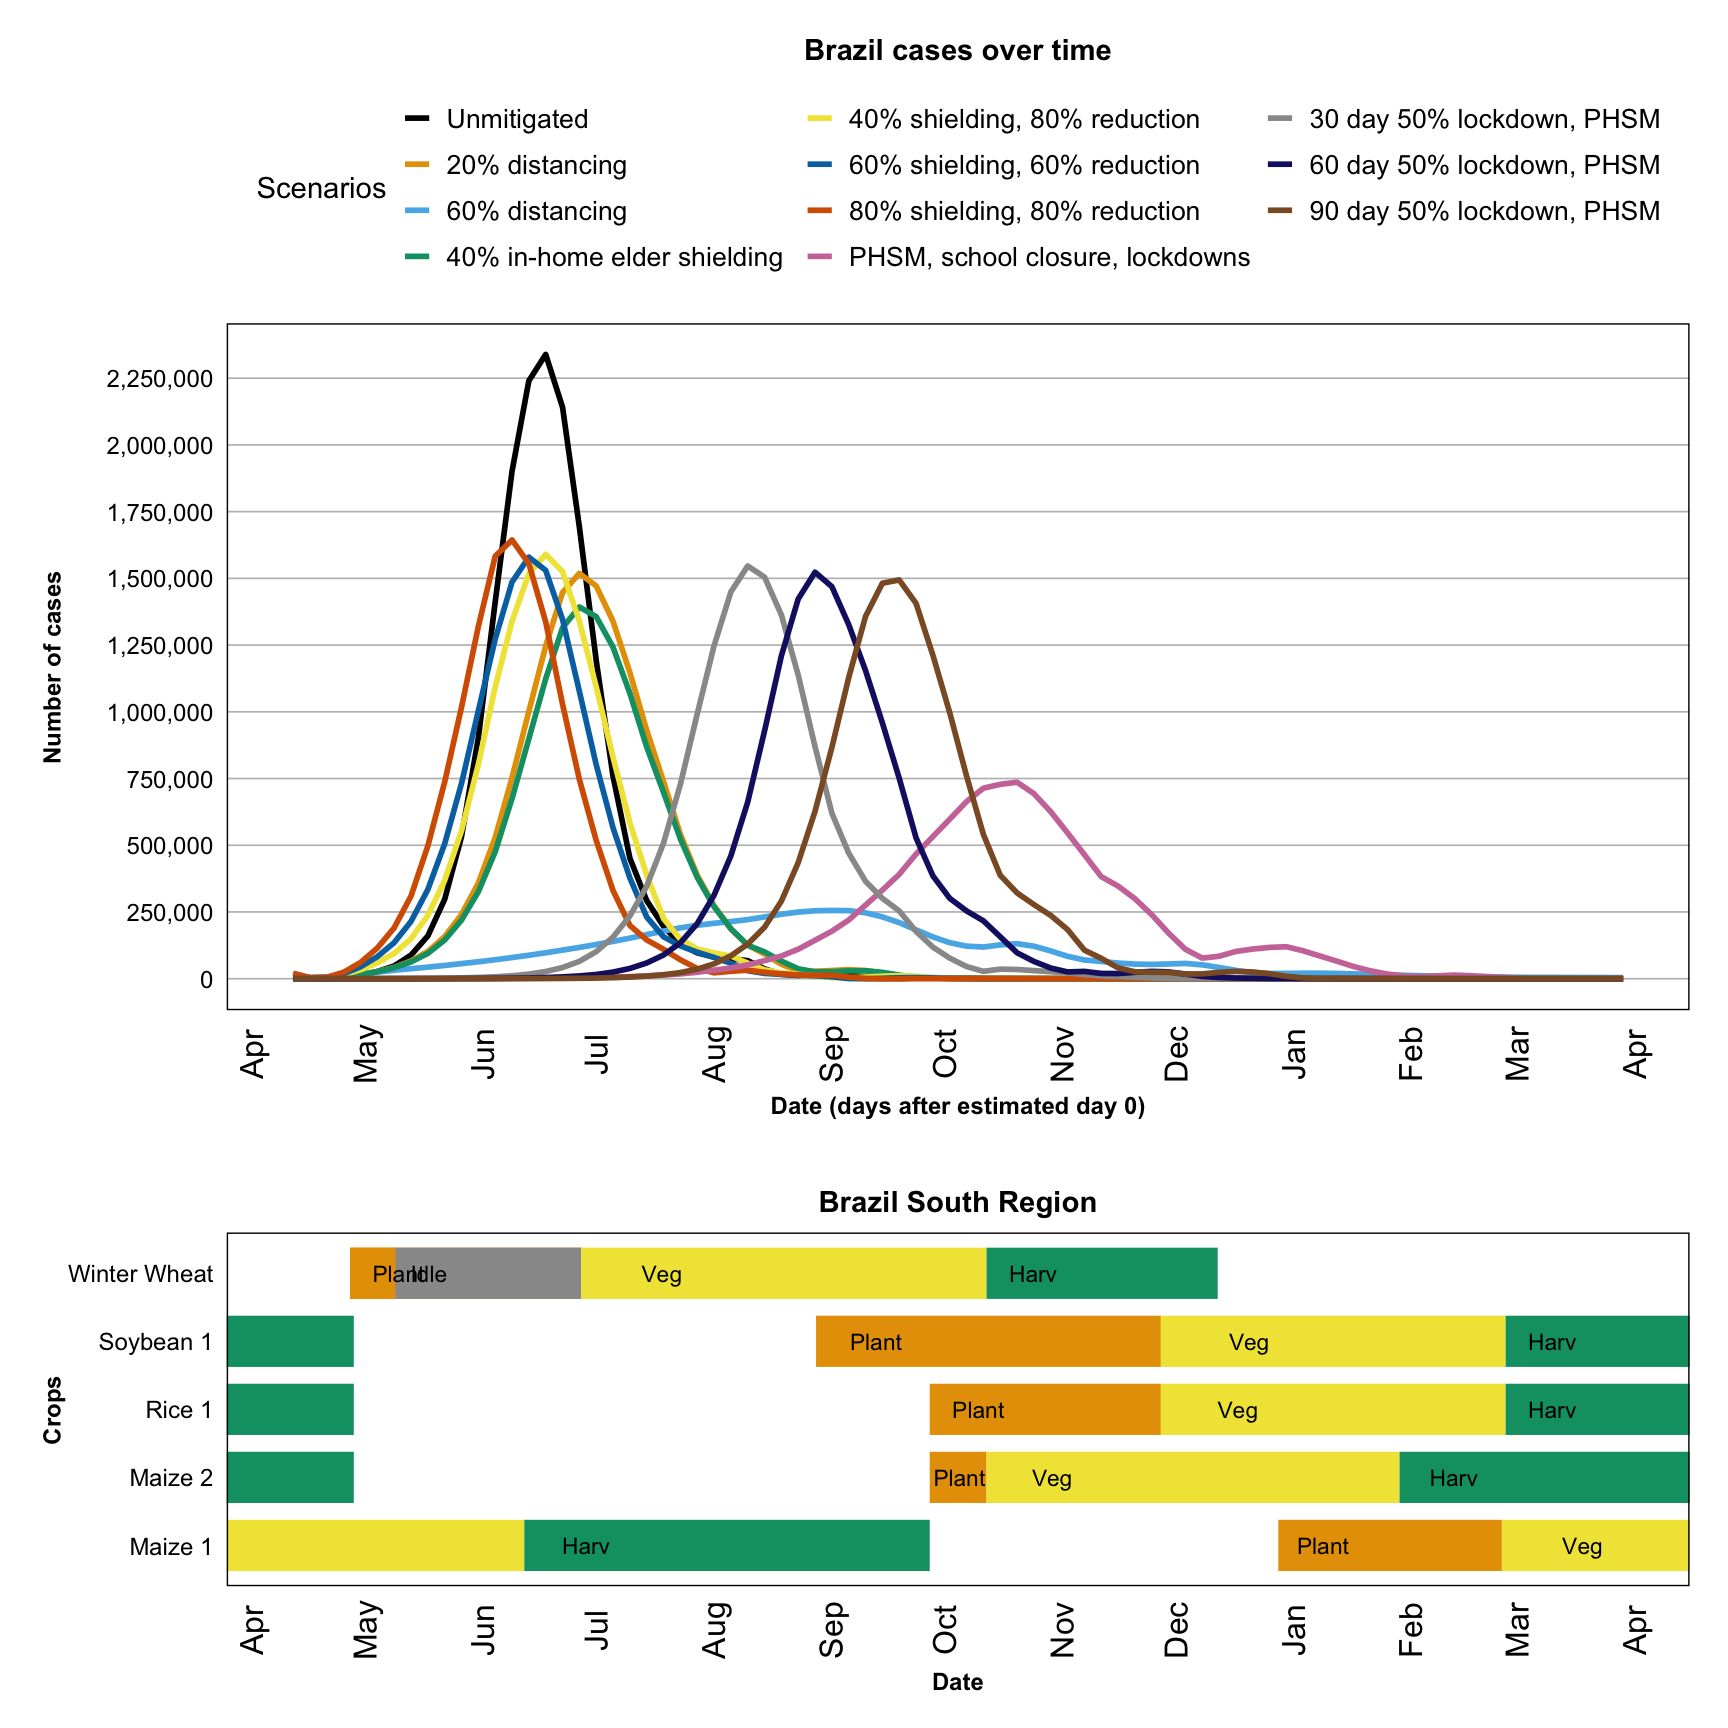 Brazil cases over time
Scenarios
Unmitigated
20% distancing
60% distancing
40% in-home elder shielding
40% shielding, 80% reduction
60% shielding, 60% reduction
80% shielding, 80% reduction
PHSM, school closure, lockdowns
30 day 50% lockdown, PHSM
60 day 50% lockdown, PHSM
90 day 50% lockdown, PHSM
Number of cases
2,250,000
2,000,000
1,750,000
1,500,000
1,250,000
1,000,000
750,000
500,000
250,000
0
Apr May Jun Jul Aug Sep Oct Nov Dec Jan Feb Mar Apr
Date (days after estimated day 0)
Brazil South Region
Crops
Winter Wheat Plant Idle Veg Harv
Soybean 1 Plant Veg Harv
Rice 1 Plant Veg Harv
Maize 2 Plant Veg Harv
Maize 1 Harv Plant Veg
Apr May Jun Jul Aug Sep Oct Nov Dec Jan Feb Mar Apr
Date